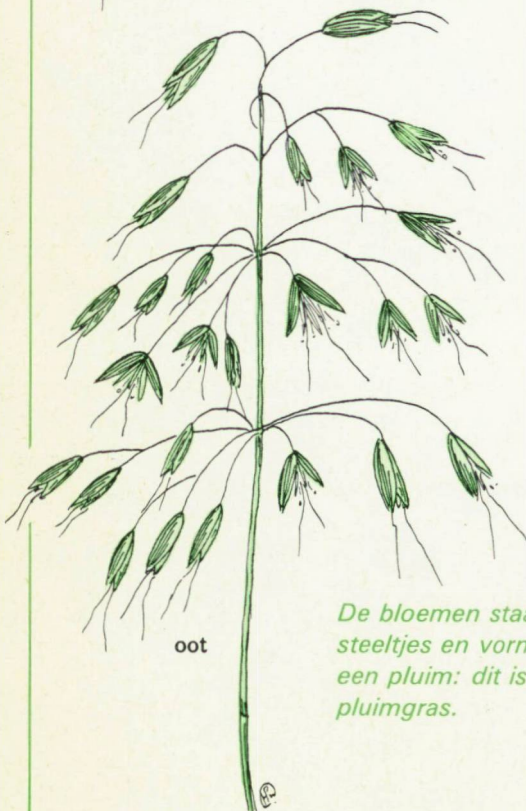 oot
De bloemen staa
steeltjes en vorm
een pluim: dit is
pluimgras.